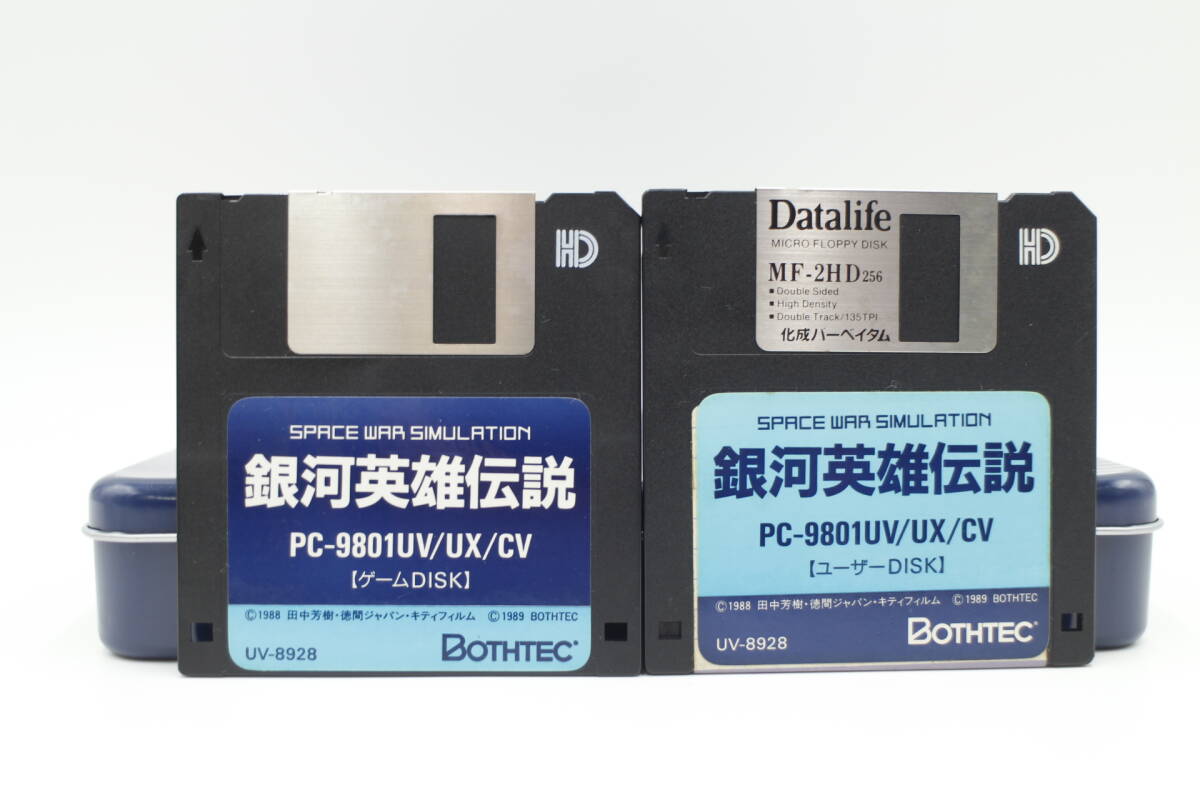 HD
SPACE WAR SIMULATION
銀河英雄伝説
PC-9801UV/UX/CV
【ゲームDISK】
©1988 田中芳樹・徳間ジャパン・キティフィルム ©1989 BOTHTEC
UV-8928
BOTHTEC
Datalife
MICRO FLOPPY DISK
MF-2HD256
■ Double Sided
■ High Density
■ Double Track/135TPI
化成バーベイタム
HD
SPACE WAR SIMULATION
銀河英雄伝説
PC-9801UV/UX/CV
【ユーザーDISK】
©1988 田中芳樹・徳間ジャパン・キティフィルム ©1989 BOTHTEC
UV-8928
BOTHTEC